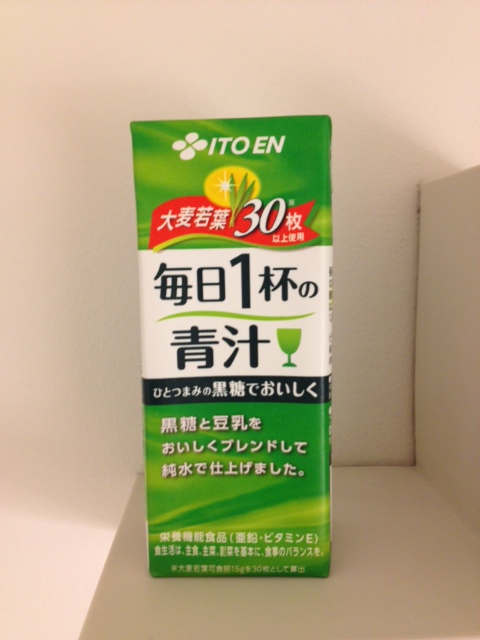 ITO EN
大麦若葉30枚※
以上使用
毎日1杯の
青汁
ひとつまみの黒糖でおいしく
黒糖と豆乳を
おいしくブレンドして
純水で仕上げました。
栄養機能食品(亜鉛・ビタミンE)
食生活は、主食、主菜、副菜を基本に、食事のバランスを。
※大麦若葉可食部15gを30枚として算出